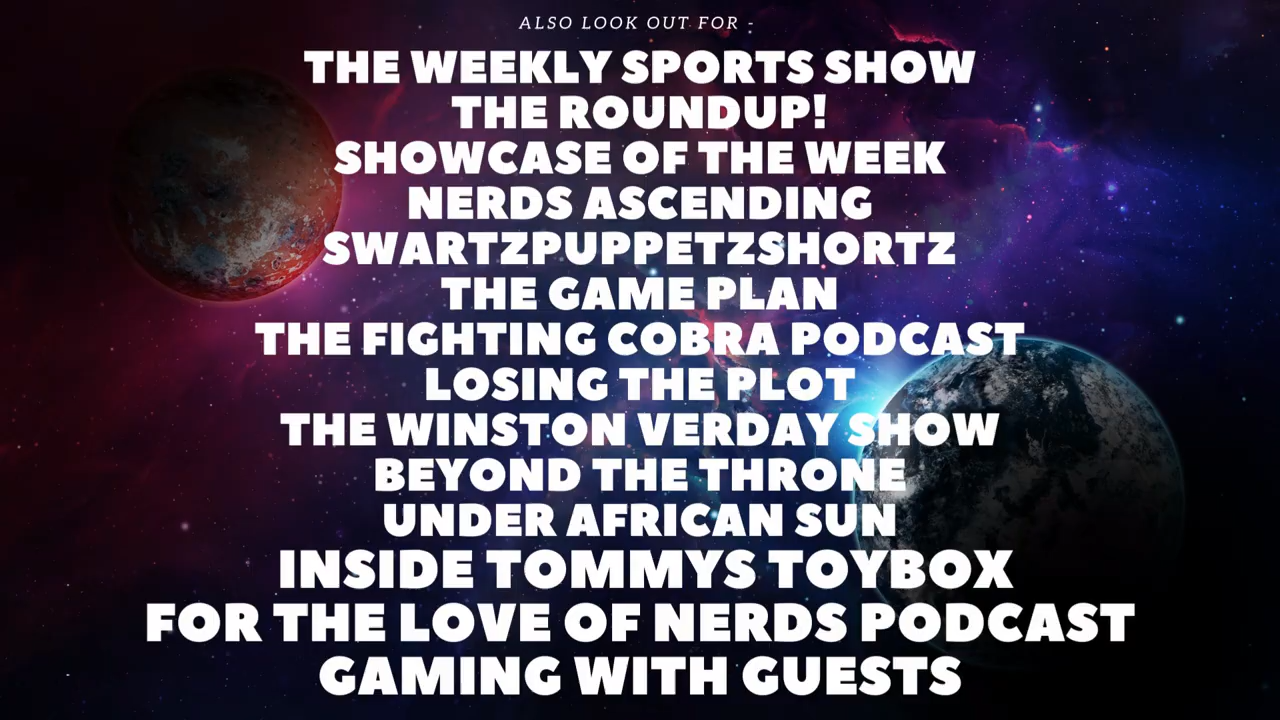 ALSO LOOK OUT FOR -
THE WEEKLY SPORTS SHOW
THE ROUNDUP!
SHOWCASE OF THE WEEK
NERDS ASCENDING
SWARTZPUPPETZSHORTZ
THE GAME PLAN
THE FIGHTING COBRA PODCAST
LOSING THE PLOT
THE WINSTON VERDAY SHOW
BEYOND THE THRONE
UNDER AFRICAN SUN
INSIDE TOMMYS TOYBOX
FOR THE LOVE OF NERDS PODCAST
GAMING WITH GUESTS